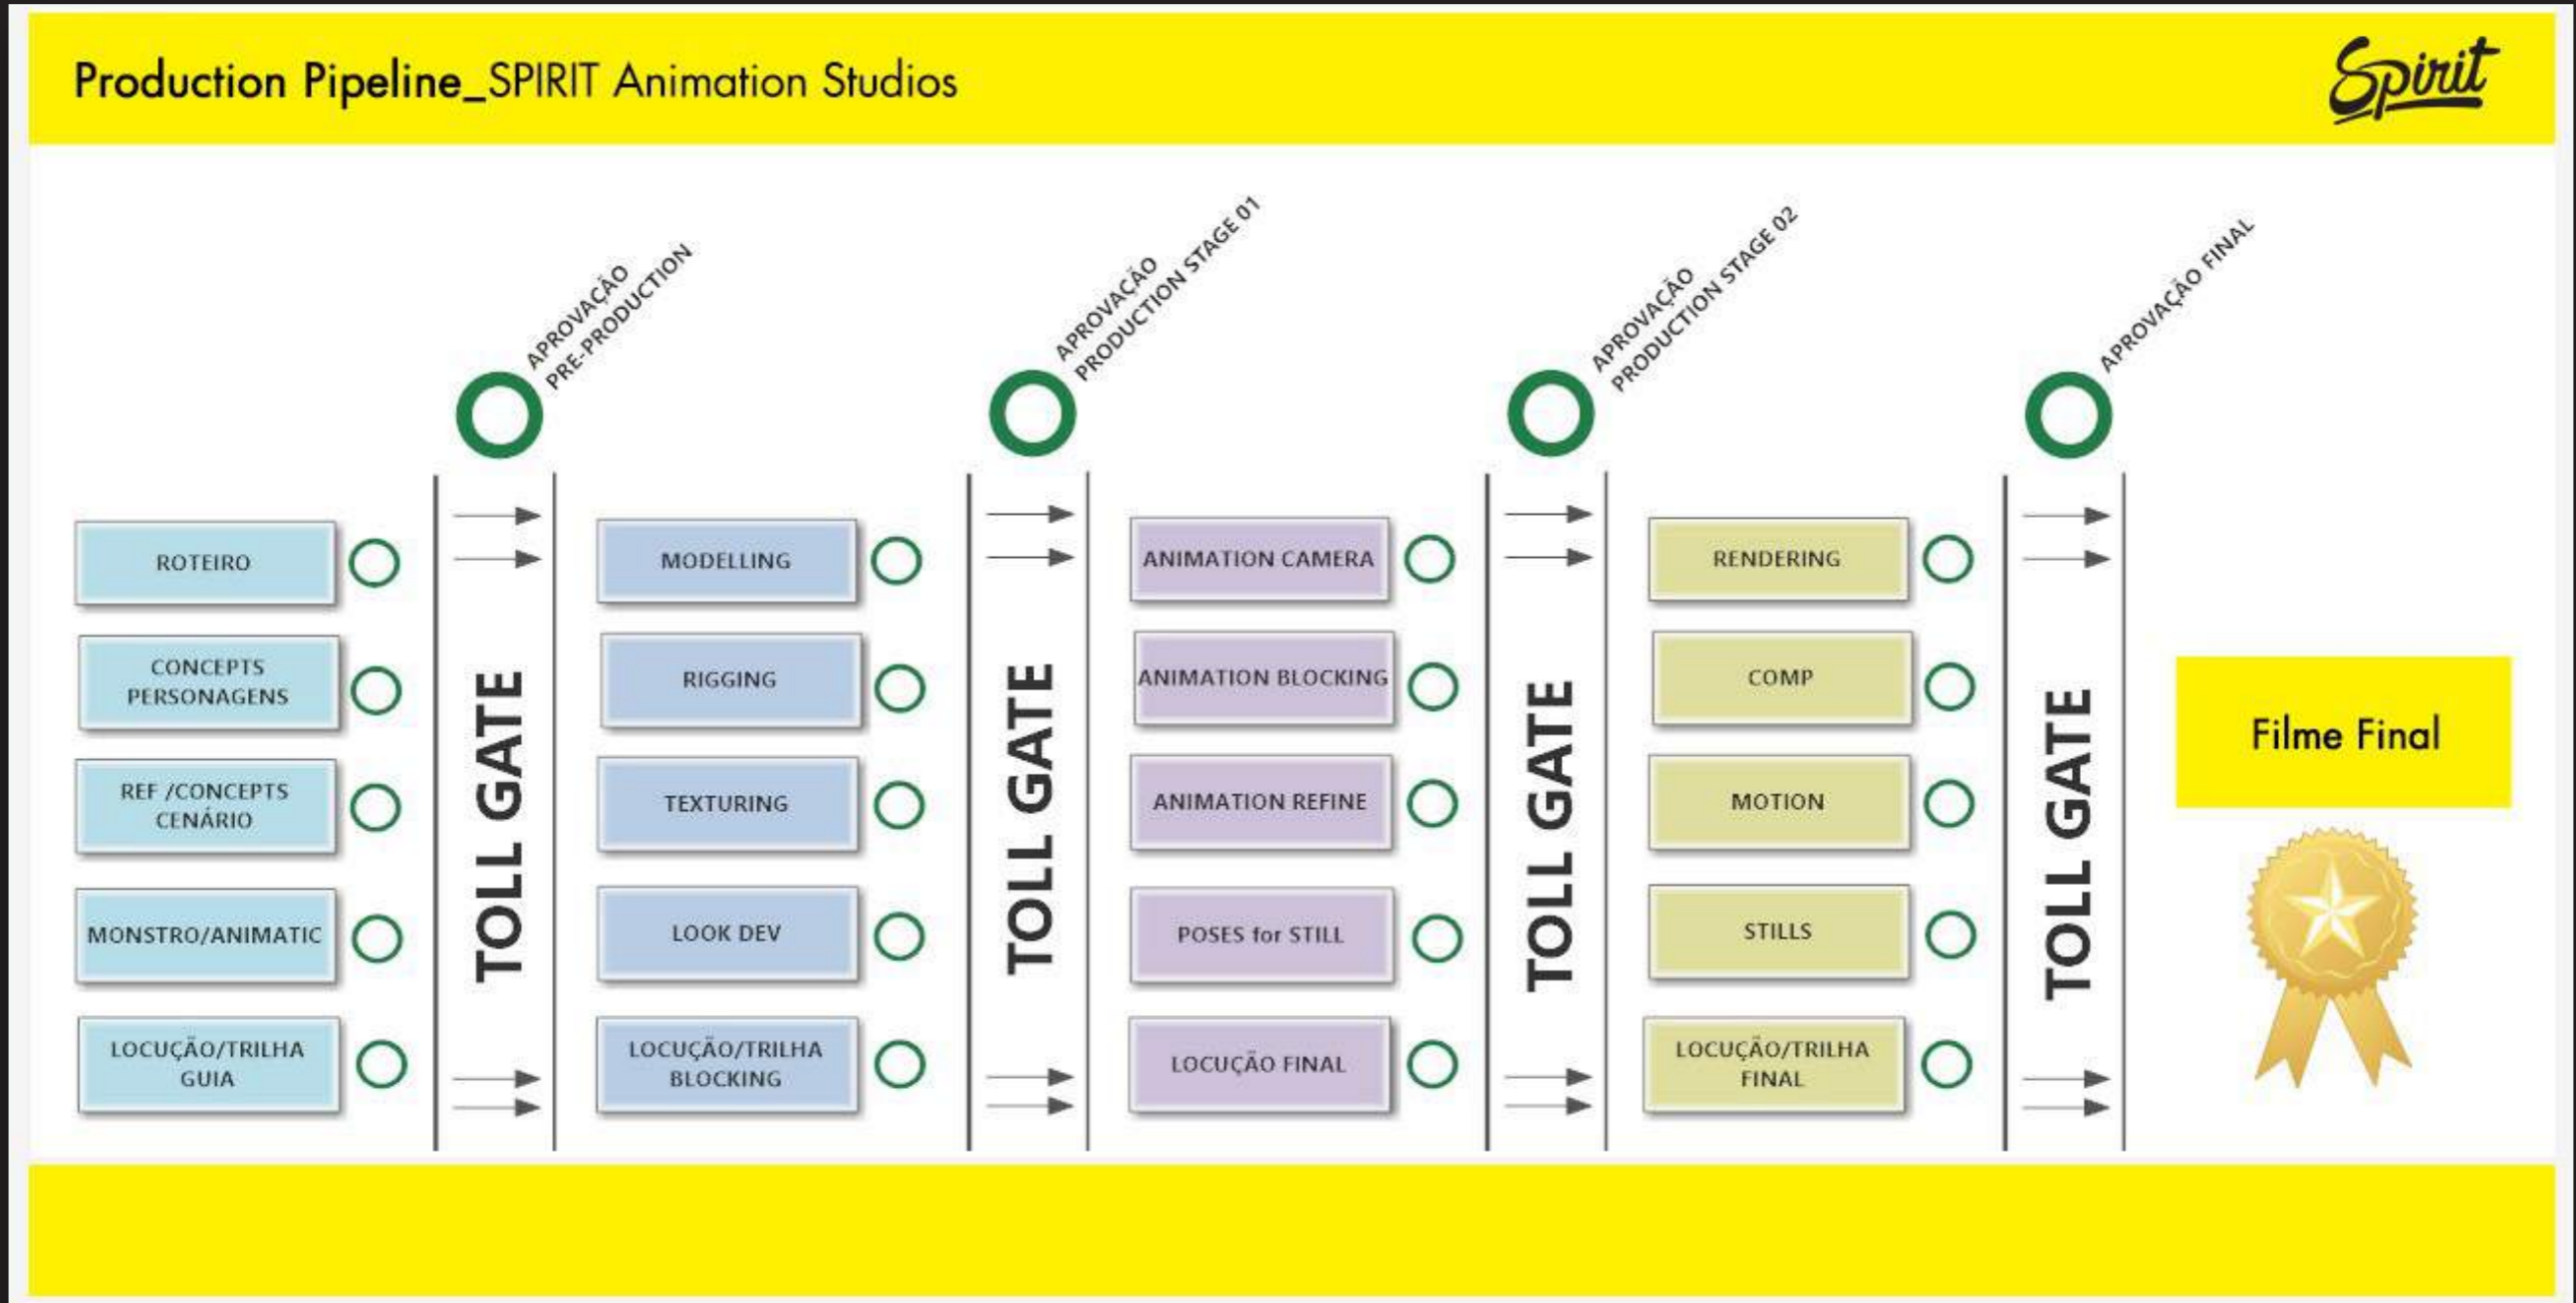 Production Pipeline_SPIRIT Animation Studios
Spirit
APROVAÇÃO
PRE-PRODUCTION
APROVAÇÃO
PRODUCTION STAGE 01
APROVAÇÃO
PRODUCTION STAGE 02
APROVAÇÃO FINAL
ROTEIRO
CONCEPTS
PERSONAGENS
REF /CONCEPTS
CENÁRIO
MONSTRO/ANIMATIC
LOCUÇÃO/TRILHA
GUIA
TOLL GATE
MODELLING
RIGGING
TEXTURING
LOOK DEV
LOCUÇÃO/TRILHA
BLOCKING
TOLL GATE
ANIMATION CAMERA
ANIMATION BLOCKING
ANIMATION REFINE
POSES for STILL
LOCUÇÃO FINAL
TOLL GATE
RENDERING
COMP
MOTION
STILLS
LOCUÇÃO/TRILHA
FINAL
TOLL GATE
Filme Final